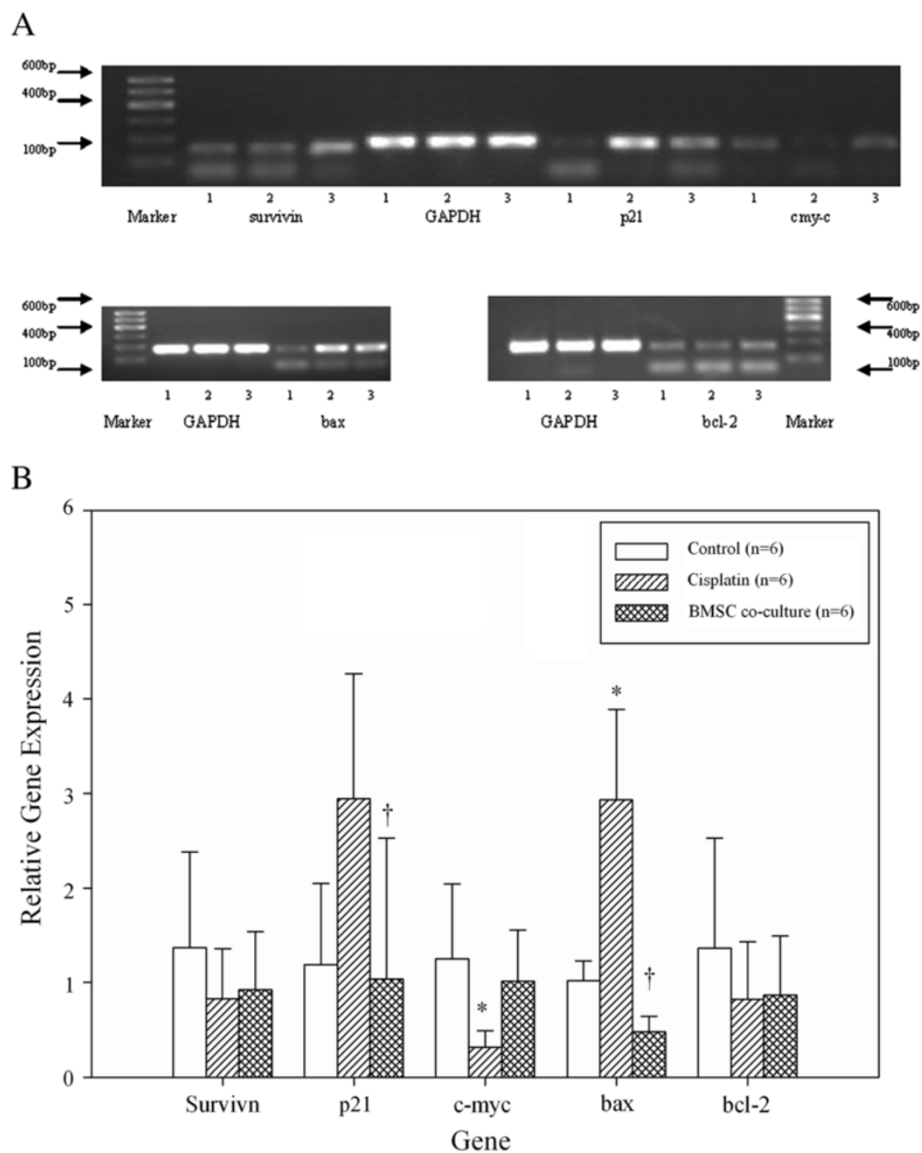 A
600bp
400bp
100bp
1 2 3 1 2 3 1 2 3 1 2 3
Marker survivin GAPDH p21 cmy-c
600bp
400bp
100bp
1 2 3 1 2 3
Marker GAPDH bax
600bp
400bp
100bp
1 2 3 1 2 3
GAPDH bcl-2 Marker
B
6
5
4
3
2
1
0
Relative Gene Expression
Control (n=6)
Cisplatin (n=6)
BMSC co-culture (n=6)
*
†
*
†
Survivn p21 c-myc bax bcl-2
Gene